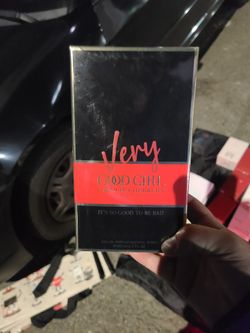 Very
GOOD GIRL
CAROLINA HERRERA
IT'S SO GOOD TO BE BAD